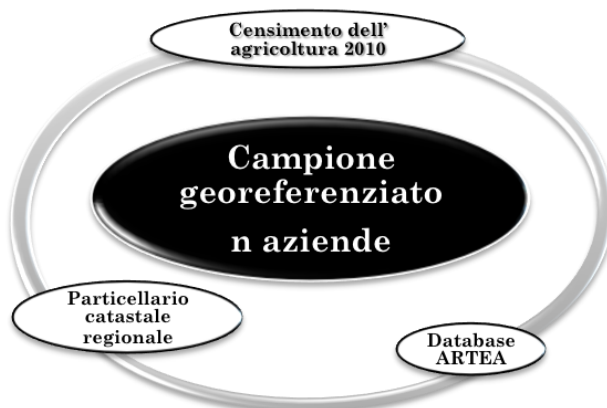 Censimento dell’
agricoltura 2010
Campione
georeferenziato
n aziende
Particellario
catastale
regionale
Database
ARTEA